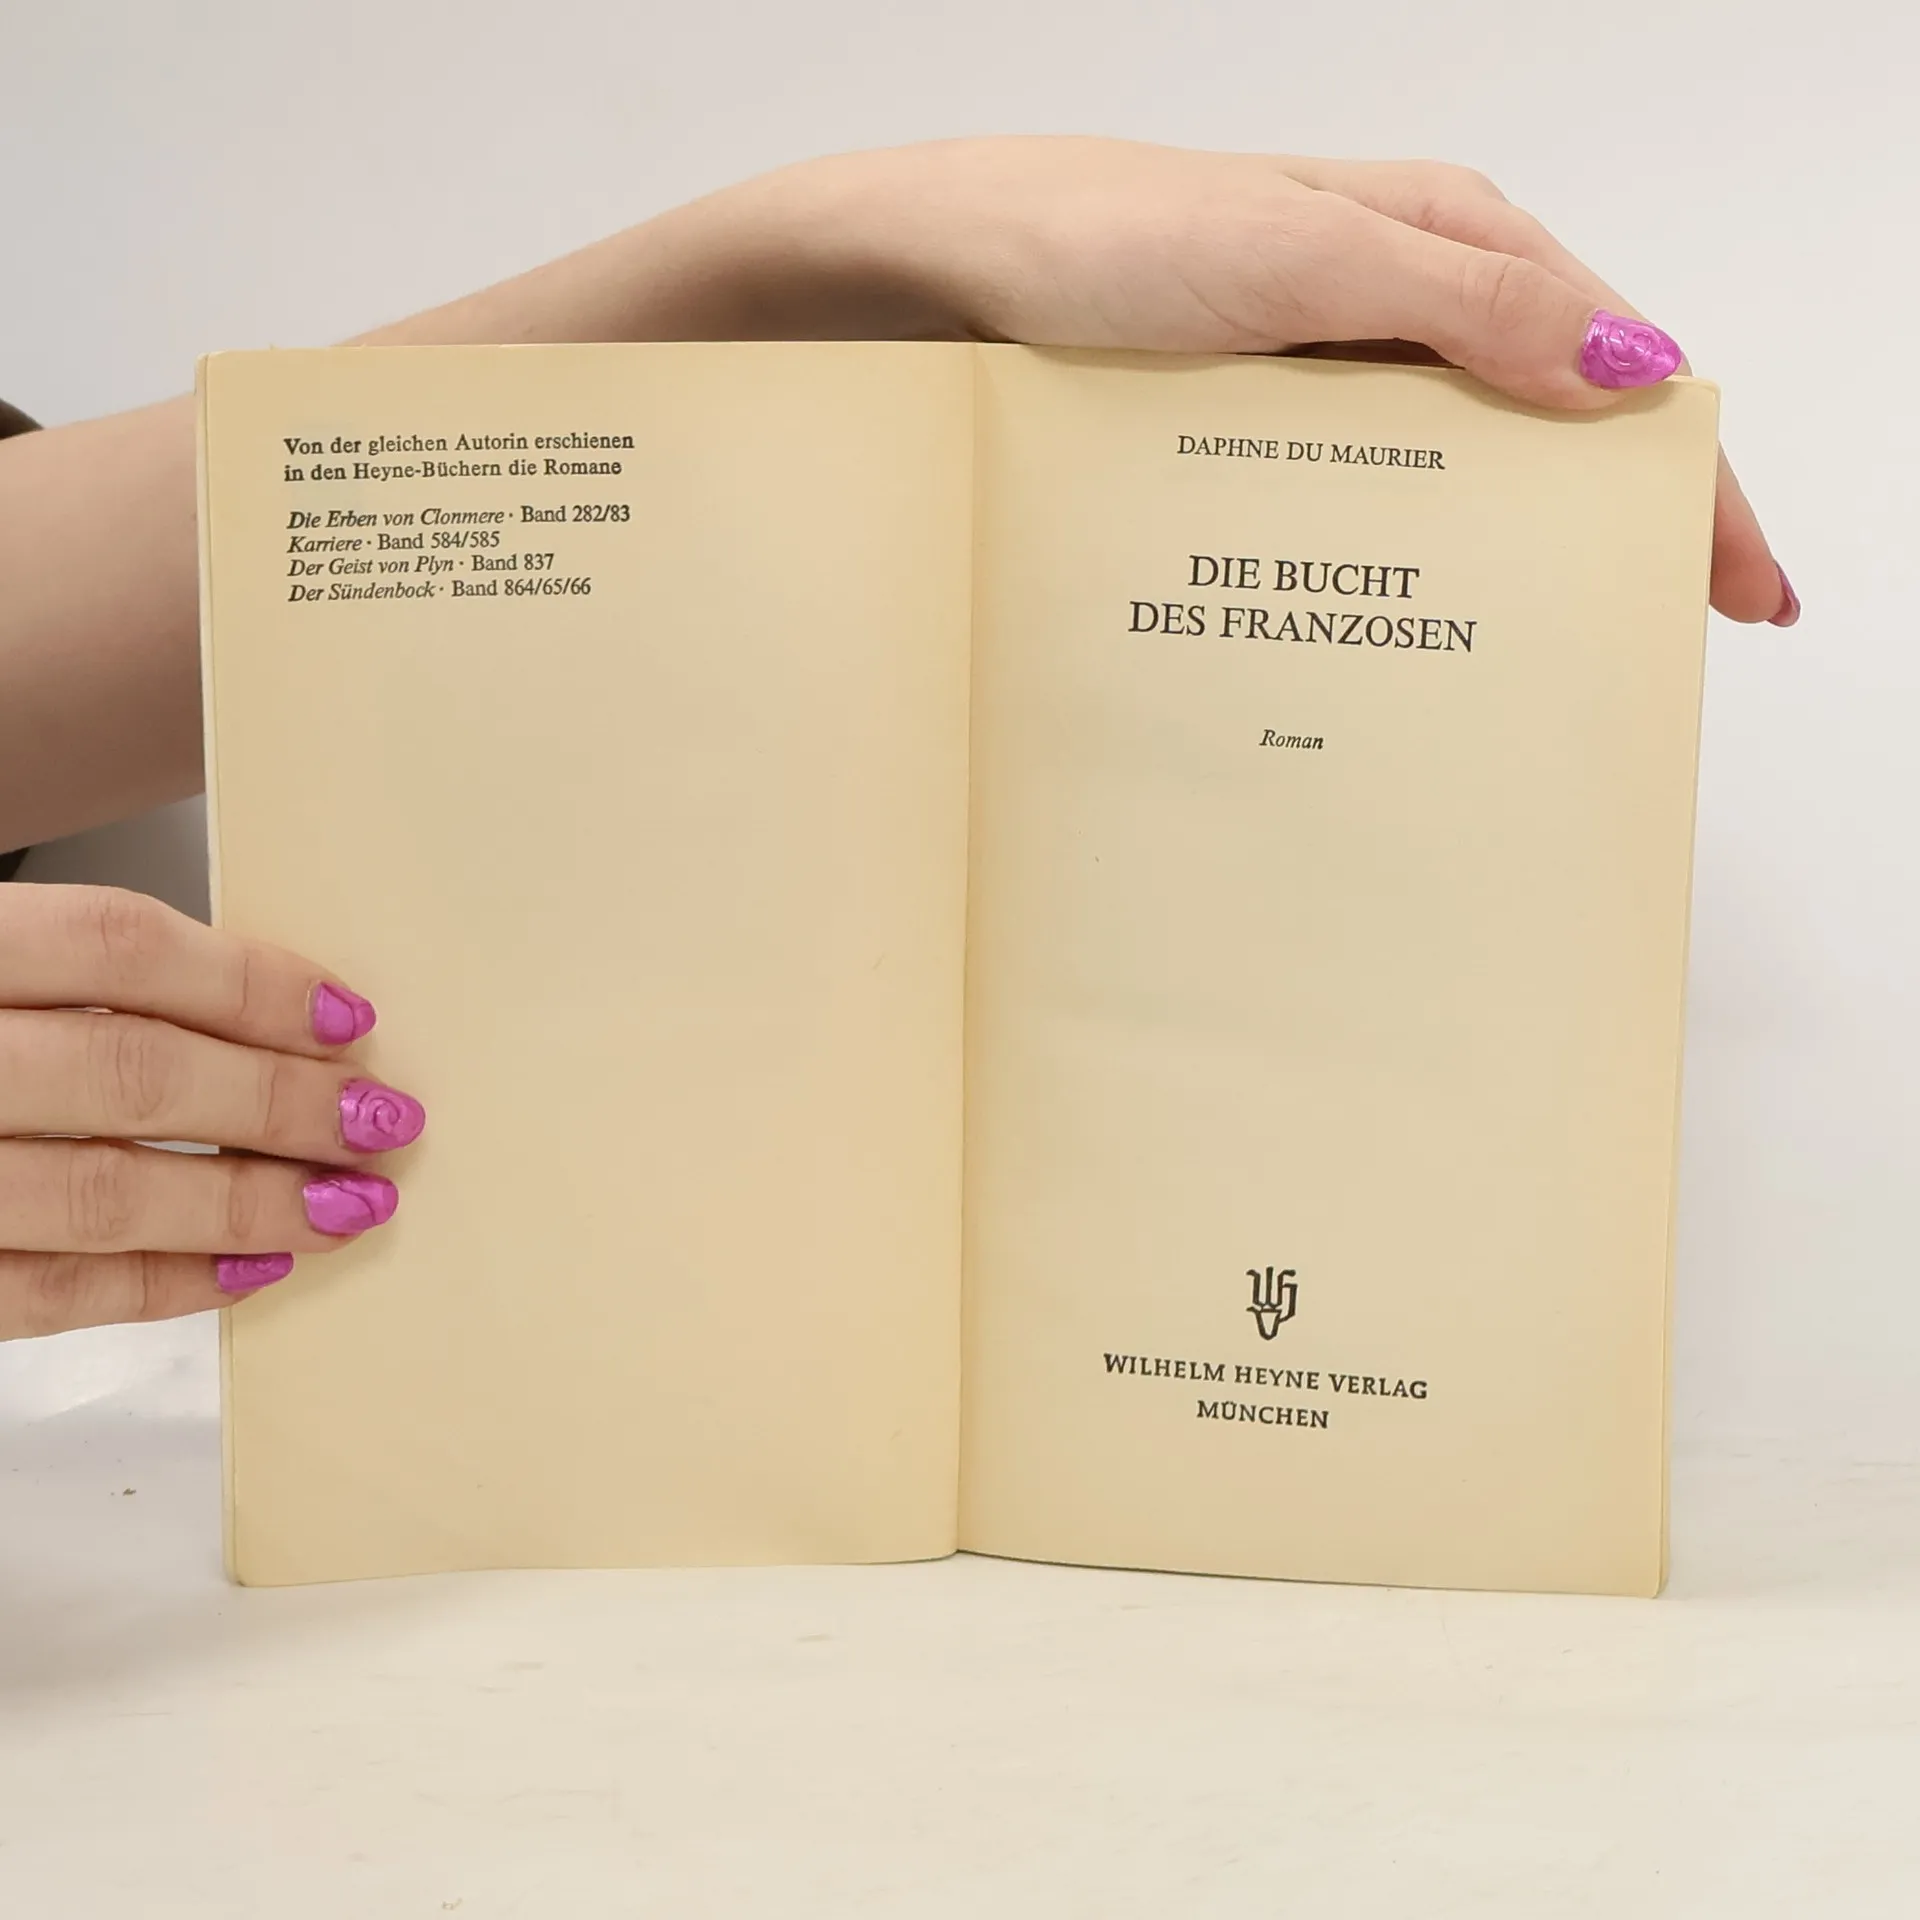 Von der gleichen Autorin erschienen
in den Heyne-Büchern die Romane
Die Erben von Clonmere · Band 282/83
Karriere · Band 584/585
Der Geist von Plyn · Band 837
Der Sündenbock · Band 864/65/66
DAPHNE DU MAURIER
DIE BUCHT
DES FRANZOSEN
Roman
WILHELM HEYNE VERLAG
MÜNCHEN